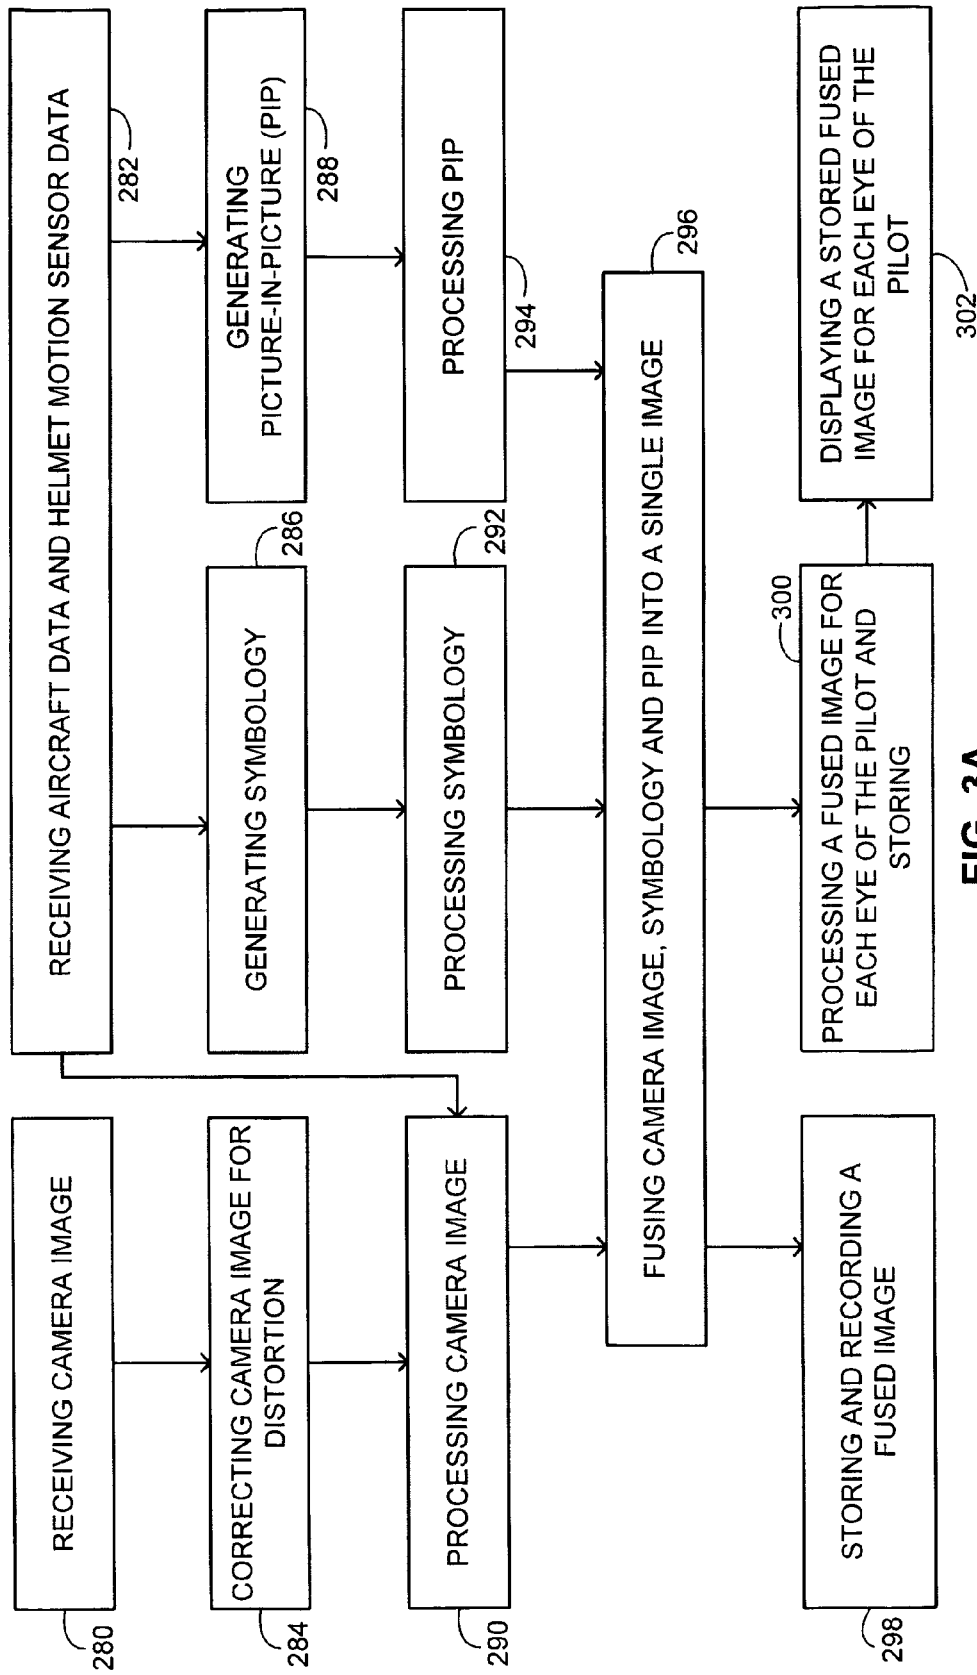 RECEIVING CAMERA IMAGE
280
RECEIVING AIRCRAFT DATA AND HELMET MOTION SENSOR DATA
282
CORRECTING CAMERA IMAGE FOR
DISTORTION
284
GENERATING SYMBOLOGY
286
GENERATING
PICTURE-IN-PICTURE (PIP)
288
PROCESSING CAMERA IMAGE
290
PROCESSING SYMBOLOGY
292
PROCESSING PIP
294
FUSING CAMERA IMAGE, SYMBOLOGY AND PIP INTO A SINGLE IMAGE
296
STORING AND RECORDING A
FUSED IMAGE
298
PROCESSING A FUSED IMAGE FOR
EACH EYE OF THE PILOT AND
STORING
300
DISPLAYING A STORED FUSED
IMAGE FOR EACH EYE OF THE
PILOT
302
FIG. 3A